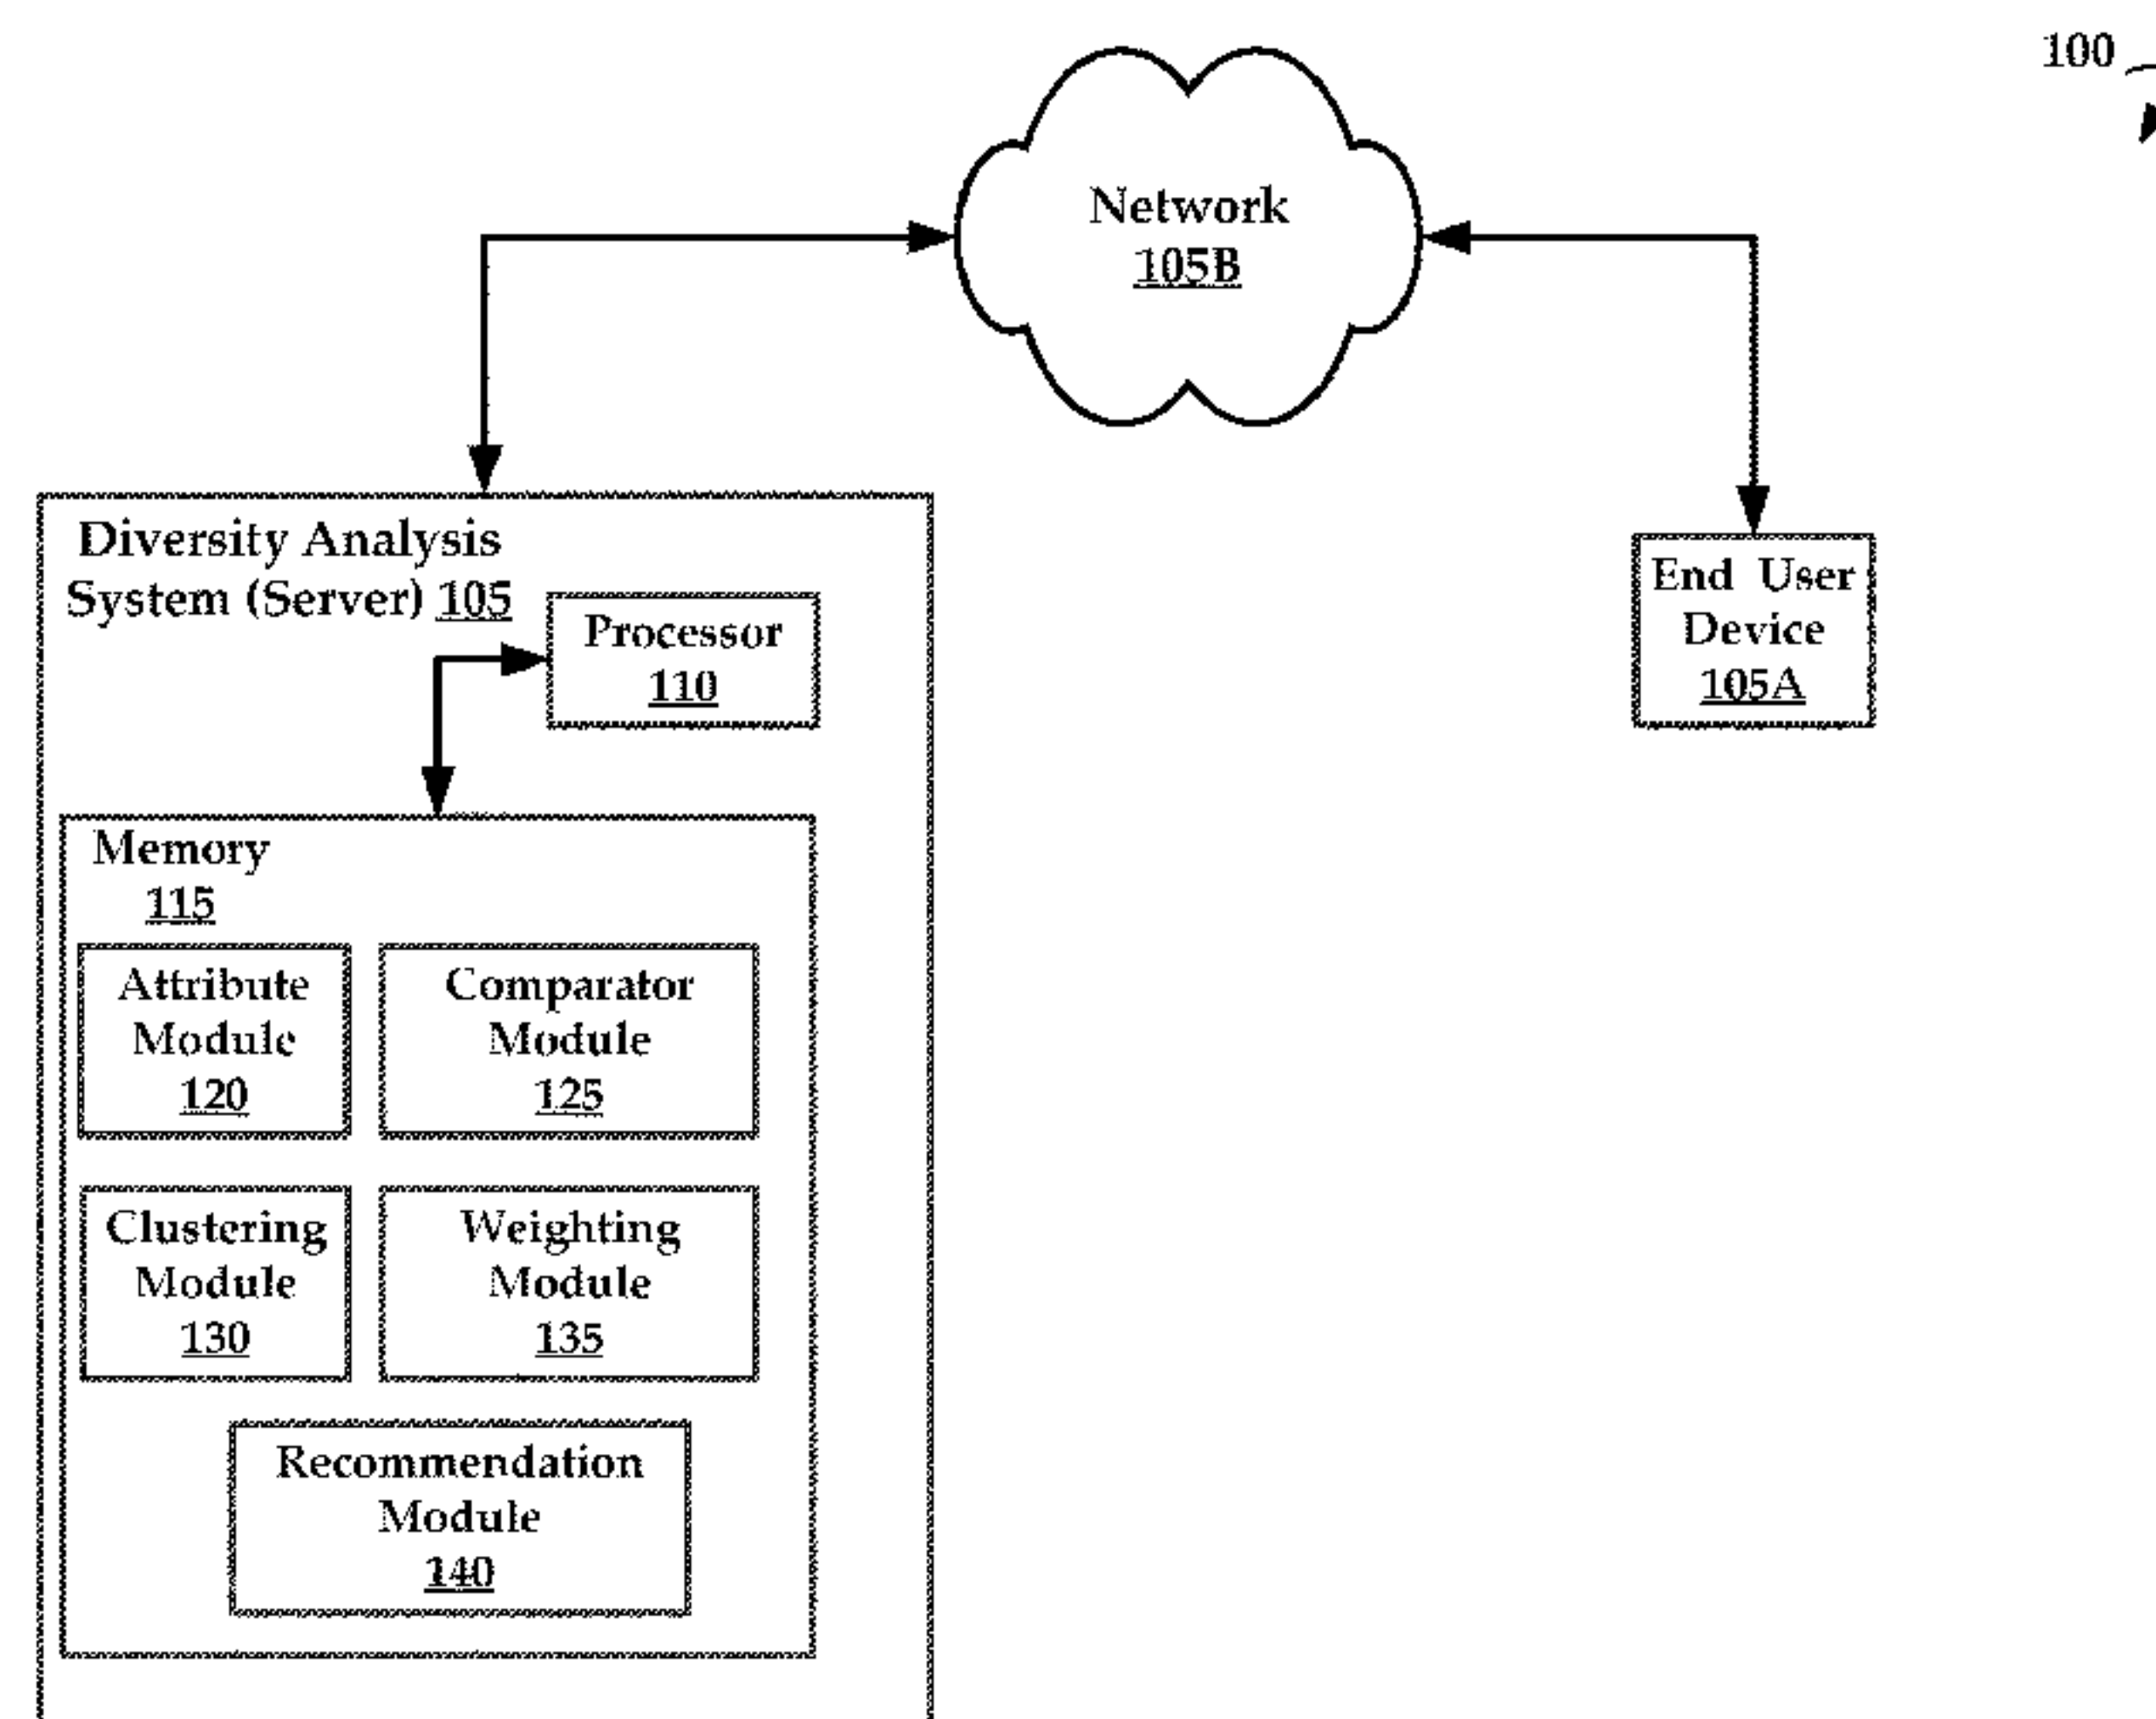 100
Network
105B
Diversity Analysis
System (Server) 105
Processor
110
End User
Device
105A
Memory
115
Attribute
Module
120
Comparator
Module
125
Clustering
Module
130
Weighting
Module
135
Recommendation
Module
140